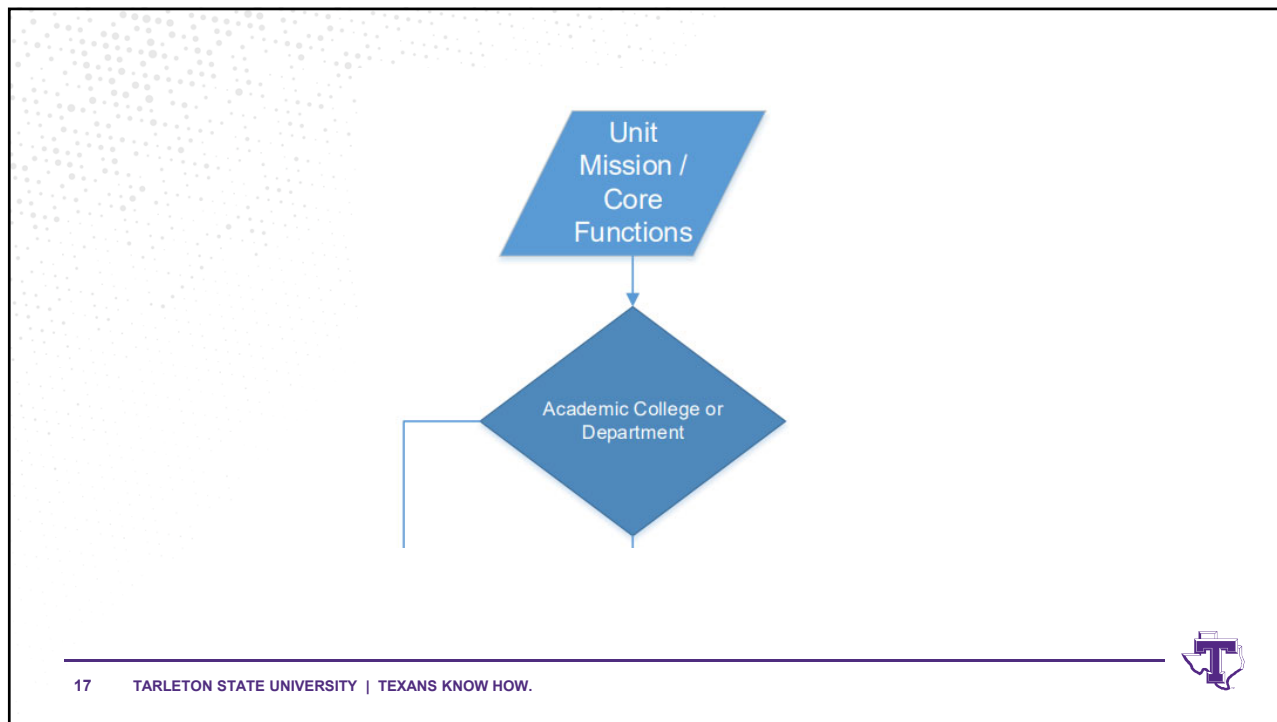 Unit
Mission /
Core
Functions
Academic College or
Department
17 TARLETON STATE UNIVERSITY | TEXANS KNOW HOW.
T